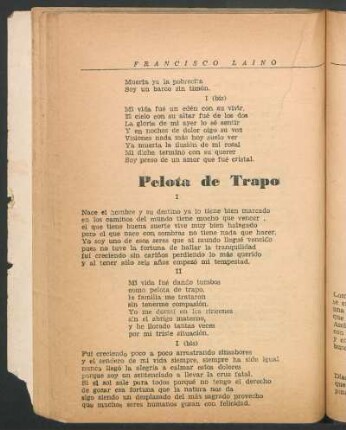 FRANCISCO LAINO
Muerta ya la pobrecita
Soy un barco sin timón.
I (bis)
Mi vida fué un edén con su vivir,
El cielo con su altar fué de los dos
La gloria de mi ayer lo sé sentir
Y en noches de dolor oigo su voz
Visiones nada más hoy suelo ver
Ya muerta la ilusión de mi rosal
Mi dicha terminó con su querer
Soy preso de un amor que fué cristal.
Pelota de Trapo
I
Nace el hombre y su destino ya lo tiene bien marcado
en los caminos del mundo tiene mucho que vencer,
el que tiene buena suerte vive muy bien halagado
pero el que nace con sombras no tiene nada que hacer.
Ya soy uno de esos seres que al mundo llegué vencido
pues no tuve la fortuna de hallar la tranquilidad
fui creciendo sin cariños perdiendo lo más querido
y al tener sólo seis años empezó mi tempestad.
II
Mi vida fué dando tumbos
como pelota de trapo,
la familia me
sin tenerme compasión.
Yo me dormí en los rincones
sin el abrigo materno,
y he llorado tantas veces
por mi triste situación.
I (bis)
Fui creciendo poco a poco arrastrando sinsabores
y el sendero de mi vida siempre, siempre ha sido igual
nunca llegó la alegría a calmar estos dolores
porque soy un sentenciado a llevar la cruz fatal.
Si el sol sale para todos porqué no tengo el derecho
de gozar esa fortuna que la natura nos da
sigo siendo un desplazado del más sagrado provecho
que muchos seres humanos gozan con felicidad.